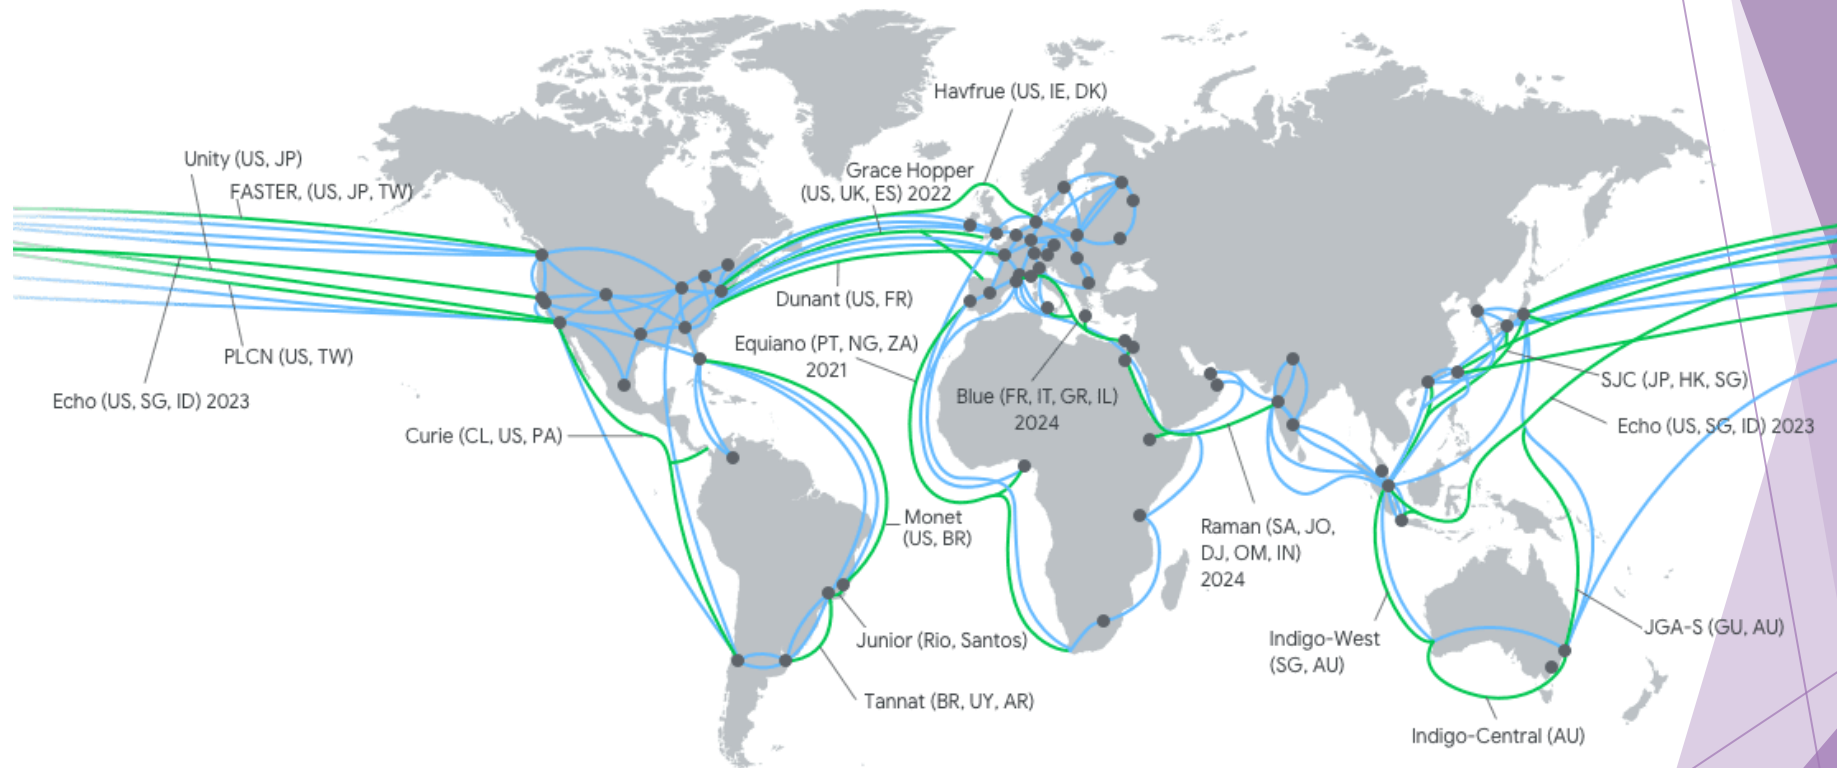 Havfrue (US, IE, DK)
Unity (US, JP)
FASTER, (US, JP, TW)
Grace Hopper
(US, UK, ES) 2022
Dunant (US, FR)
Equiano (PT, NG, ZA)
2021
PLCN (US, TW)
Echo (US, SG, ID) 2023
Curie (CL, US, PA)
Blue (FR, IT, GR, IL)
2024
SJC (JP, HK, SG)
Echo (US, SG, ID) 2023
Monet
(US, BR)
Raman (SA, JO,
DJ, OM, IN)
2024
Junior (Rio, Santos)
Indigo-West
(SG, AU)
JGA-S (GU, AU)
Tannat (BR, UY, AR)
Indigo-Central (AU)